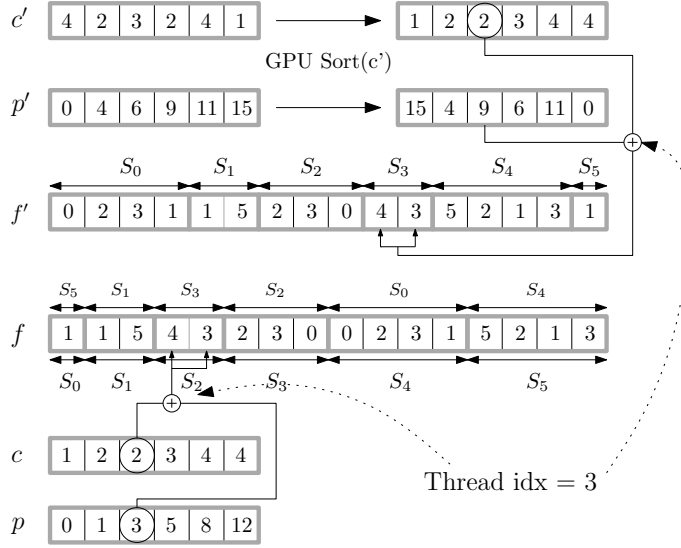 c′ 4 2 3 2 4 1 1 2 2 3 4 4
GPU Sort(c')
p′ 0 4 6 9 11 15 15 4 9 6 11 0
+
S0 S1 S2 S3 S4 S5
f′ 0 2 3 1 1 5 2 3 0 4 3 5 2 1 3 1
S5 S1 S3 S2 S0 S4
f 1 1 5 4 3 2 3 0 0 2 3 1 5 2 1 3
S0 S1 S2 S3 S4 S5
+
c 1 2 2 3 4 4
Thread idx = 3
p 0 1 3 5 8 12